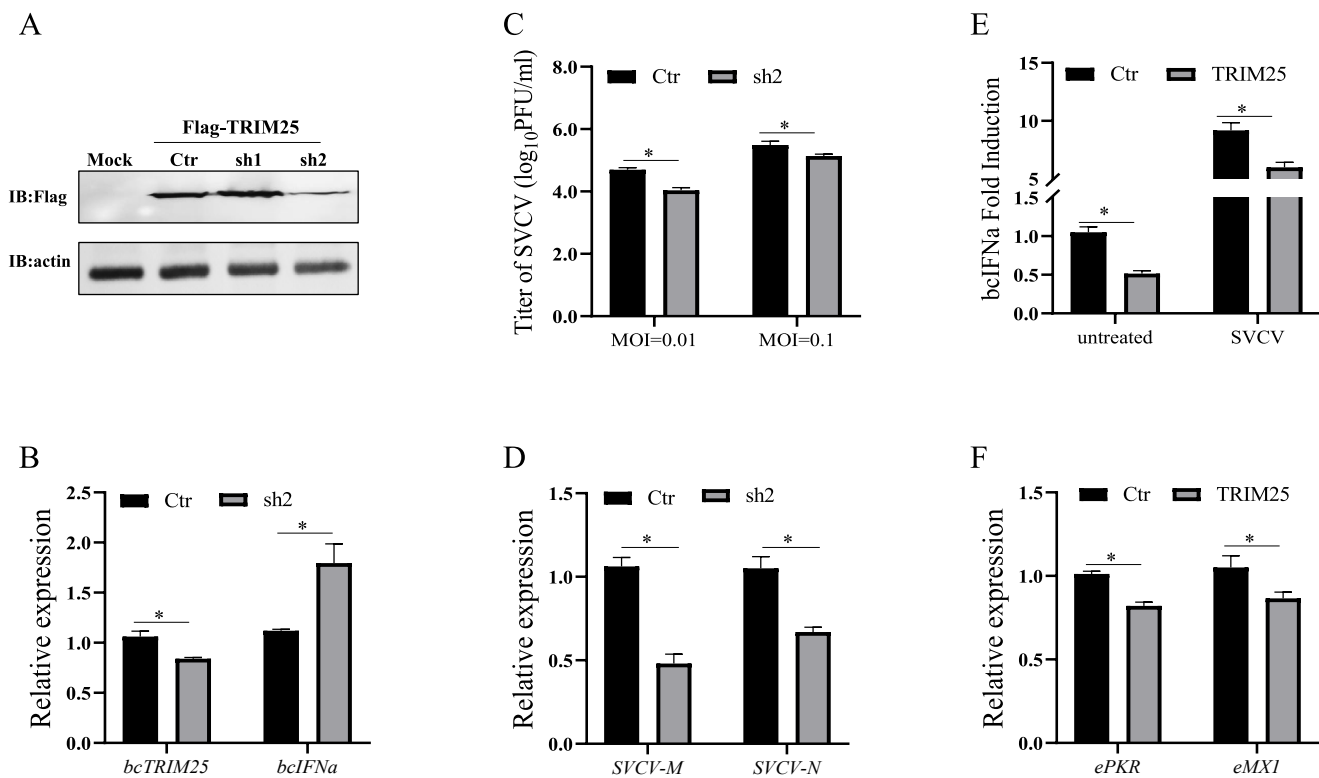 A
Flag-TRIM25
Mock Ctr sh1 sh2
IB:Flag
IB:actin
B
Relative expression
2.5
2.0
1.5
1.0
0.5
0.0
Ctr sh2
*
*
bcTRIM25 bcIFNa
C
Titer of SVCV (log10PFU/ml)
8.0
6.0
4.0
2.0
0.0
Ctr sh2
*
*
MOI=0.01 MOI=0.1
D
Relative expression
1.5
1.0
0.5
0.0
Ctr sh2
* *
SVCV-M SVCV-N
E
bcIFNa Fold Induction
15
10
5
1.5
1.0
0.5
0.0
Ctr TRIM25
*
*
untreated SVCV
F
Relative expression
1.5
1.0
0.5
0.0
Ctr TRIM25
*
*
ePKR eMX1